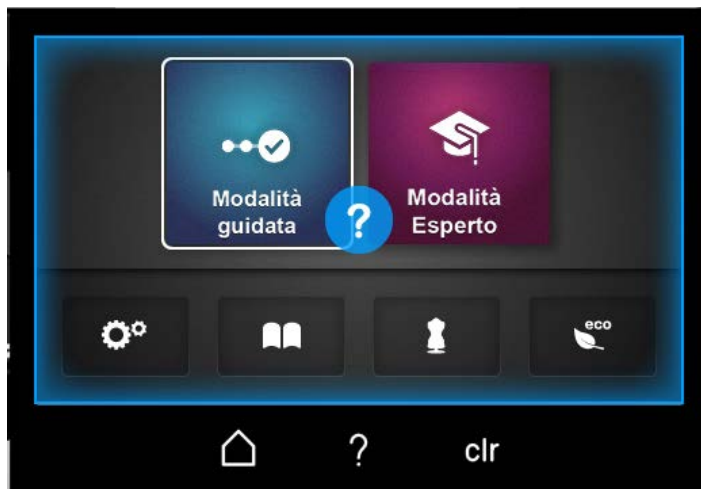 Modalità
guidata
Modalità
Esperto
?
eco
?
clr